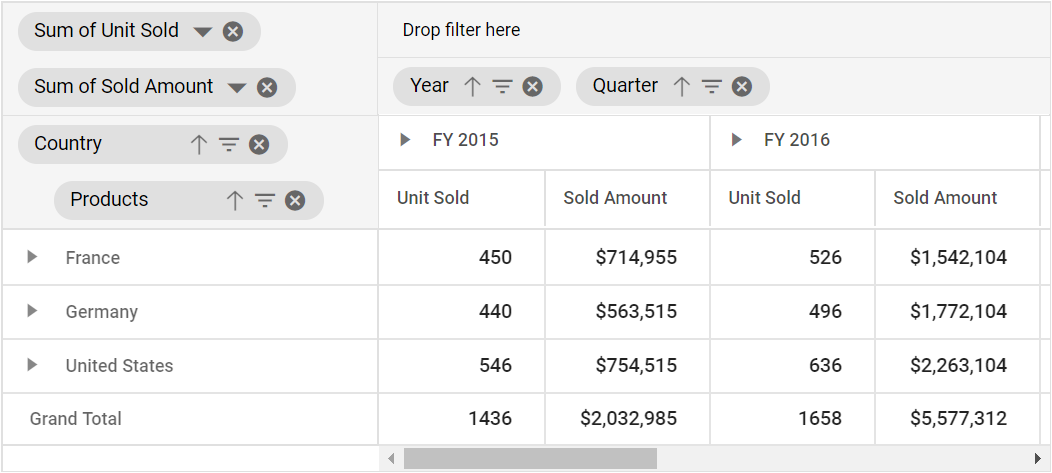 Sum of Unit Sold
Drop filter here
Sum of Sold Amount
Year Quarter
Country
FY 2015 FY 2016
Products
Unit Sold Sold Amount Unit Sold Sold Amount
France 450 $714,955 526 $1,542,104
Germany 440 $563,515 496 $1,772,104
United States 546 $754,515 636 $2,263,104
Grand Total 1436 $2,032,985 1658 $5,577,312